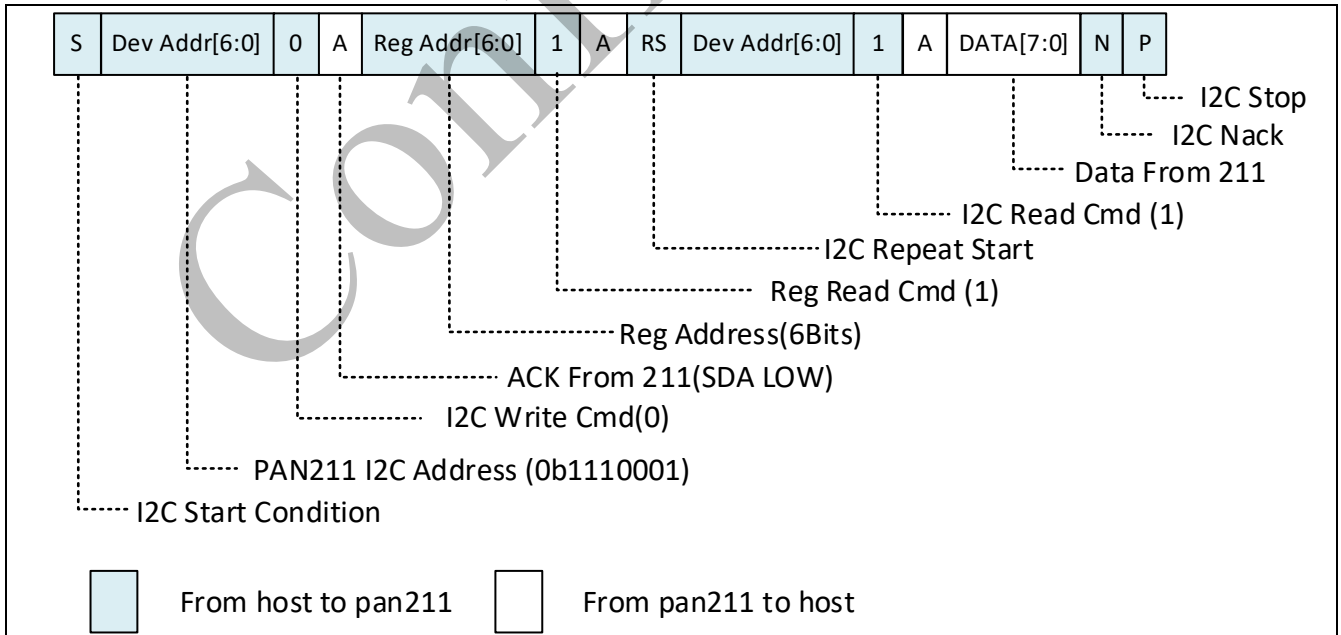 S Dev Addr[6:0] 0 A Reg Addr[6:0] 1 A RS Dev Addr[6:0] 1 A DATA[7:0] N P
I2C Stop
I2C Nack
Data From 211
I2C Read Cmd (1)
I2C Repeat Start
Reg Read Cmd (1)
Reg Address(6Bits)
ACK From 211(SDA LOW)
I2C Write Cmd(0)
PAN211 I2C Address (0b1110001)
I2C Start Condition
From host to pan211 From pan211 to host
Con